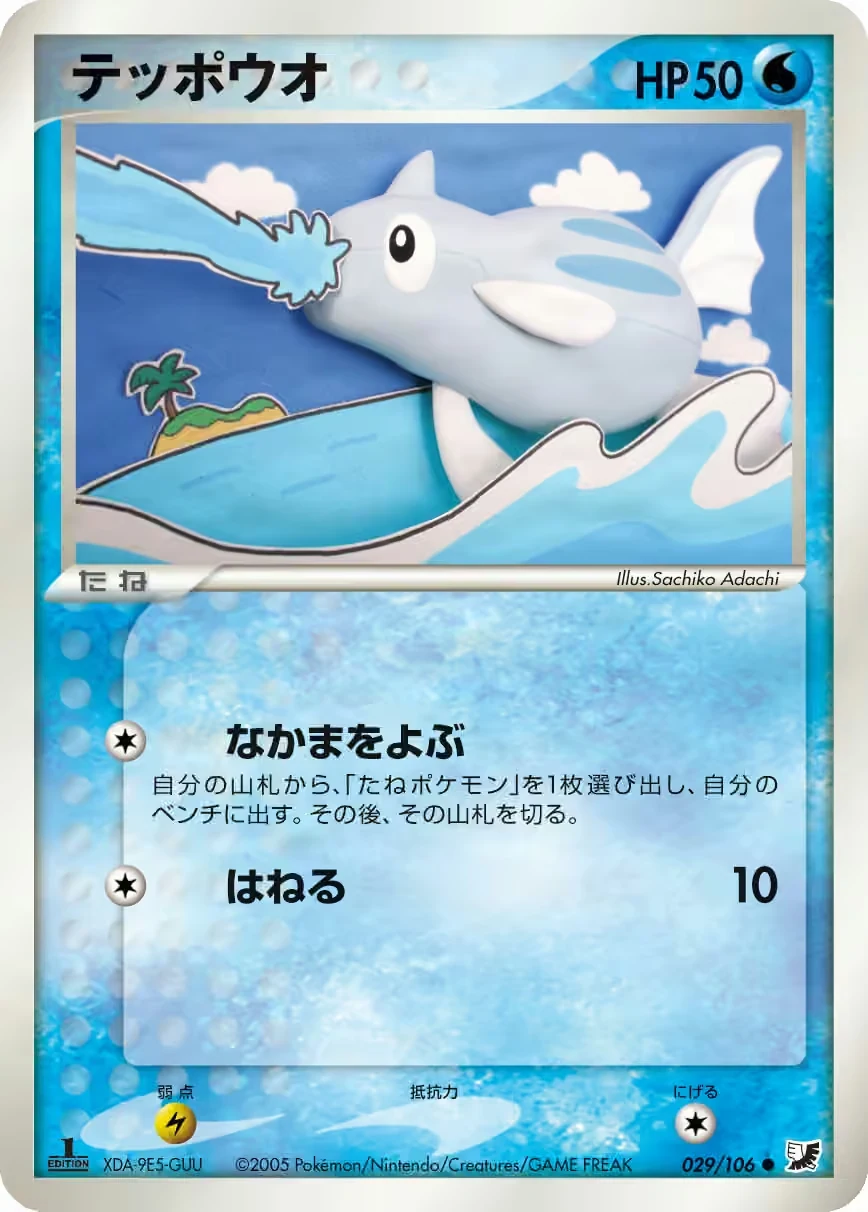 テッポウオ HP50
たね Illus.Sachiko Adachi
なかまをよぶ
自分の山札から、「たねポケモン」を1枚選び出し、自分の
ベンチに出す。その後、その山札を切る。
はねる 10
弱点 抵抗力 にげる
1 EDITION XDA-9E5-GUU ©2005 Pokémon/Nintendo/Creatures/GAME FREAK 029/106